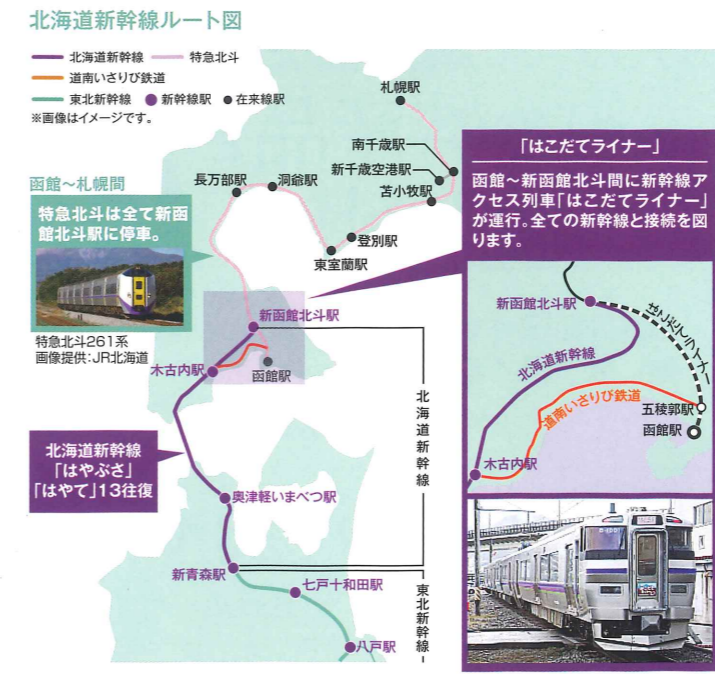 北海道新幹線ルート図
北海道新幹線
特急北斗
道南いさりび鉄道
東北新幹線
新幹線駅
在来線駅
※画像はイメージです。
函館～札幌間
特急北斗は全て新函
館北斗駅に停車。
特急北斗261系
画像提供：JR北海道
札幌駅
南千歳駅
新千歳空港駅
苫小牧駅
長万部駅
洞爺駅
登別駅
東室蘭駅
新函館北斗駅
木古内駅
函館駅
北海道新幹線
「はやぶさ」
「はやて」13往復
北海道新幹線
奥津軽いまべつ駅
新青森駅
七戸十和田駅
八戸駅
東北新幹線
「はこだてライナー」
函館～新函館北斗間に新幹線ア
クセス列車「はこだてライナー」
が運行。全ての新幹線と接続を図
ります。
新函館北斗駅
はこだてライナー
北海道新幹線
道南いさりび鉄道
五稜郭駅
函館駅
木古内駅